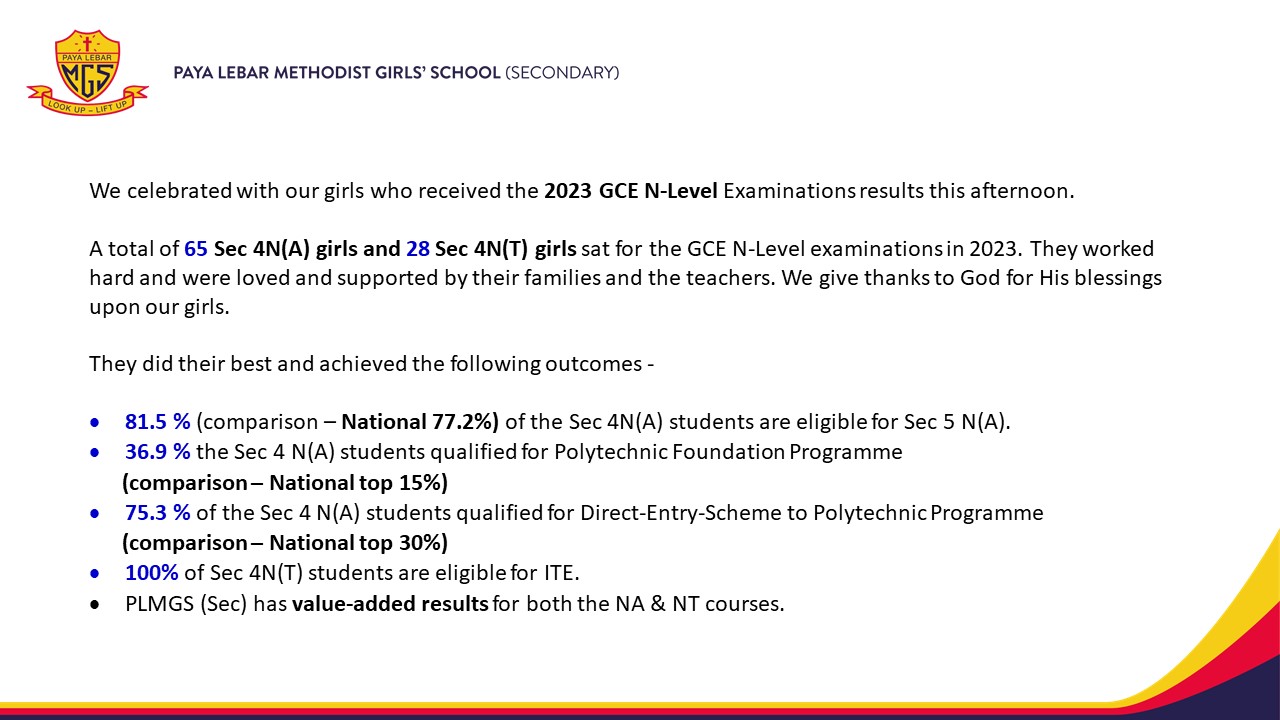 PAYA LEBAR
MGS
LOOK UP – LIFT UP
PAYA LEBAR METHODIST GIRLS' SCHOOL (SECONDARY)
We celebrated with our girls who received the 2023 GCE N-Level Examinations results this afternoon.
A total of 65 Sec 4N(A) girls and 28 Sec 4N(T) girls sat for the GCE N-Level examinations in 2023. They worked
hard and were loved and supported by their families and the teachers. We give thanks to God for His blessings
upon our girls.
They did their best and achieved the following outcomes -
• 81.5 % (comparison – National 77.2%) of the Sec 4N(A) students are eligible for Sec 5 N(A).
• 36.9 % the Sec 4 N(A) students qualified for Polytechnic Foundation Programme
(comparison – National top 15%)
• 75.3 % of the Sec 4 N(A) students qualified for Direct-Entry-Scheme to Polytechnic Programme
(comparison – National top 30%)
• 100% of Sec 4N(T) students are eligible for ITE.
• PLMGS (Sec) has value-added results for both the NA & NT courses.